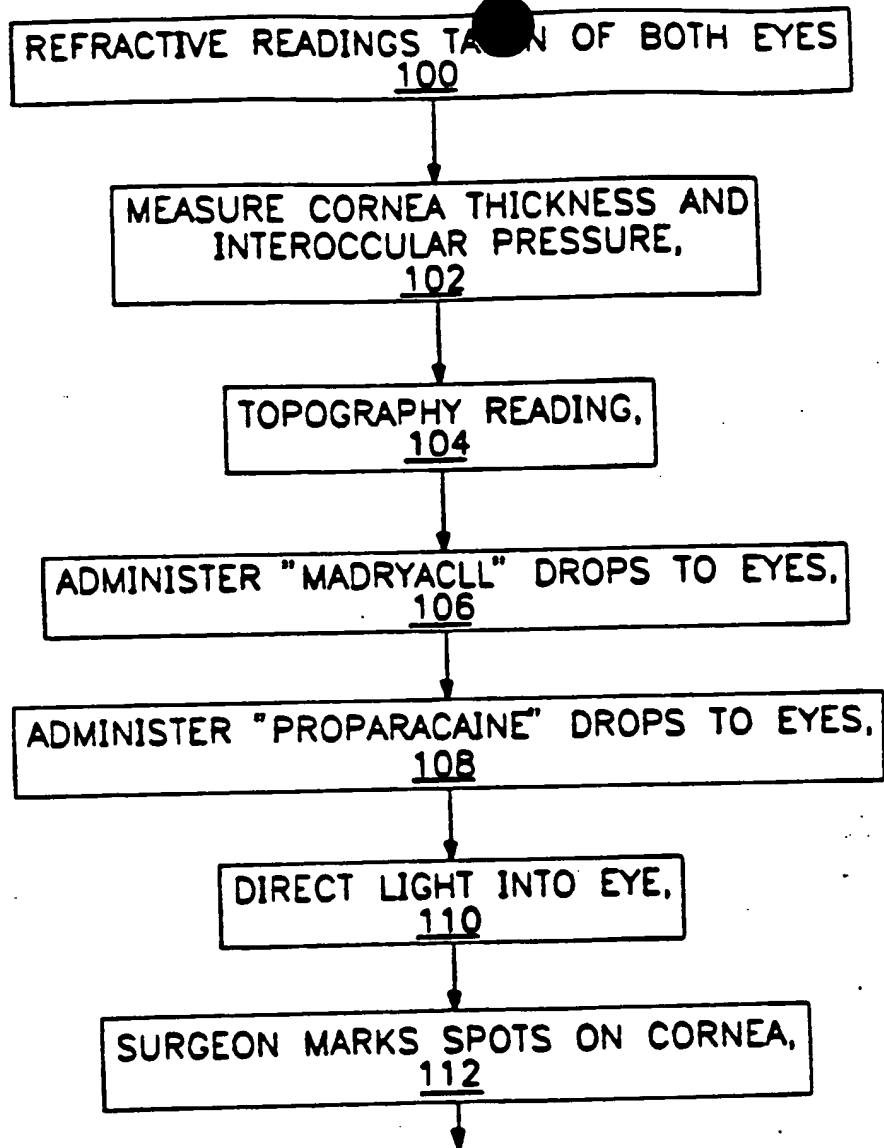 REFRACTIVE READINGS OF BOTH EYES
100
MEASURE CORNEA THICKNESS AND
INTEROCCULAR PRESSURE,
102
TOPOGRAPHY READING,
104
ADMINISTER "MADRYACLL" DROPS TO EYES,
106
ADMINISTER "PROPARACAINE" DROPS TO EYES,
108
DIRECT LIGHT INTO EYE,
110
SURGEON MARKS SPOTS ON CORNEA,
112